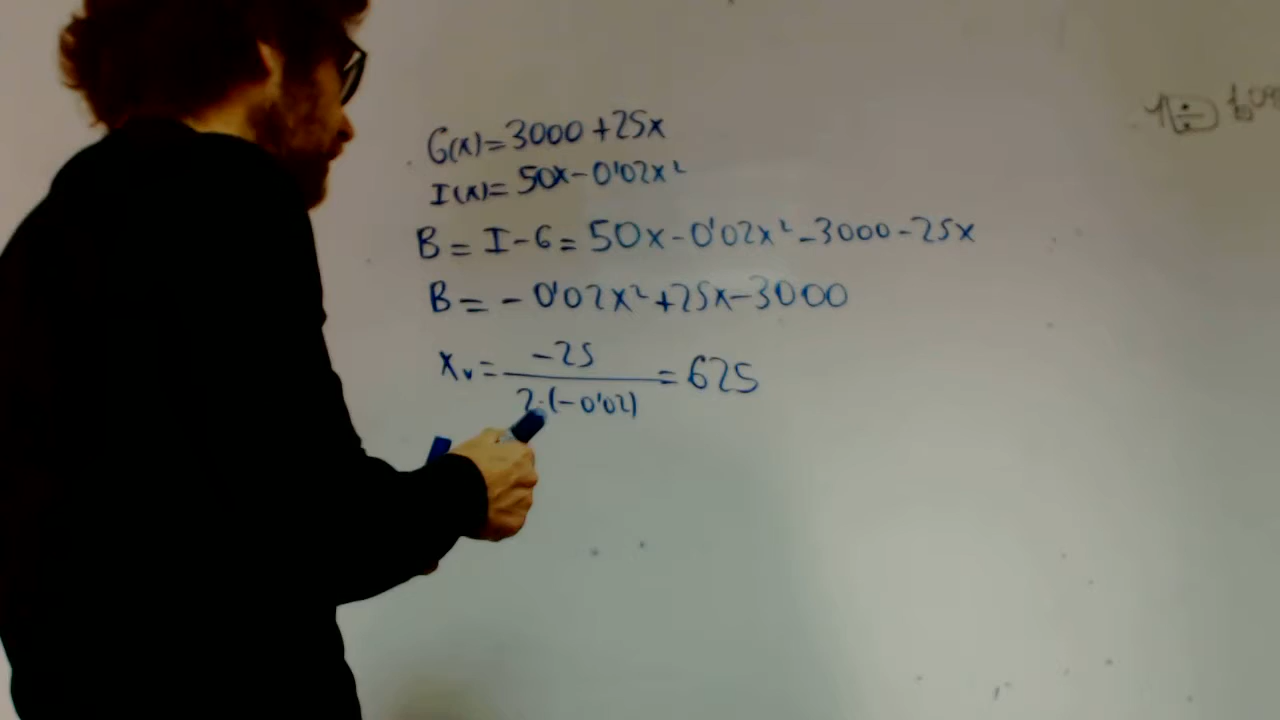 G(x)=3000+25x
I(x)=50x-0'02x²
B=I-G=50x-0'02x²-3000-25x
B=-0'02x²+25x-3000
xᵥ=-25/2·(-0'02)=625